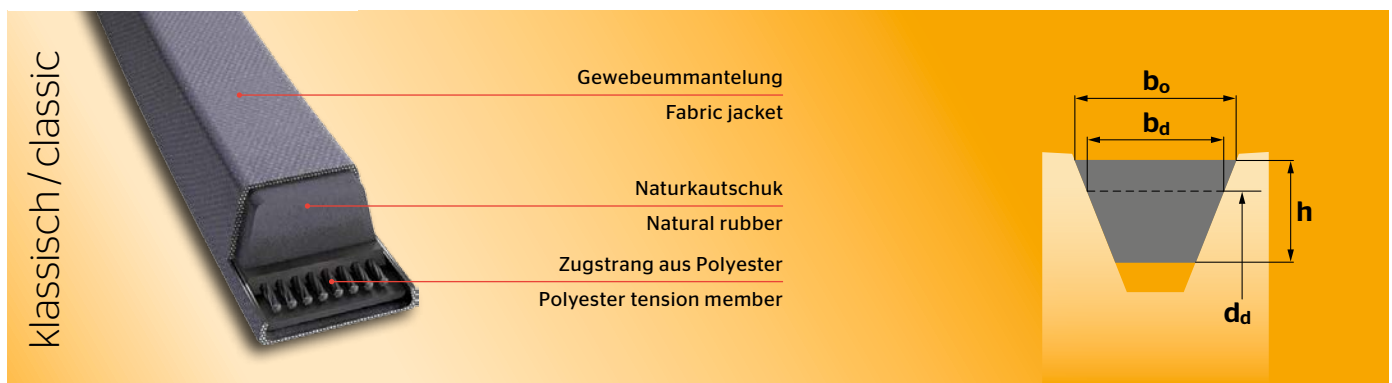 klassisch / classic
Gewebeummantelung
Fabric jacket
Naturkautschuk
Natural rubber
Zugstrang aus Polyester
Polyester tension member
bo
bd
h
dd